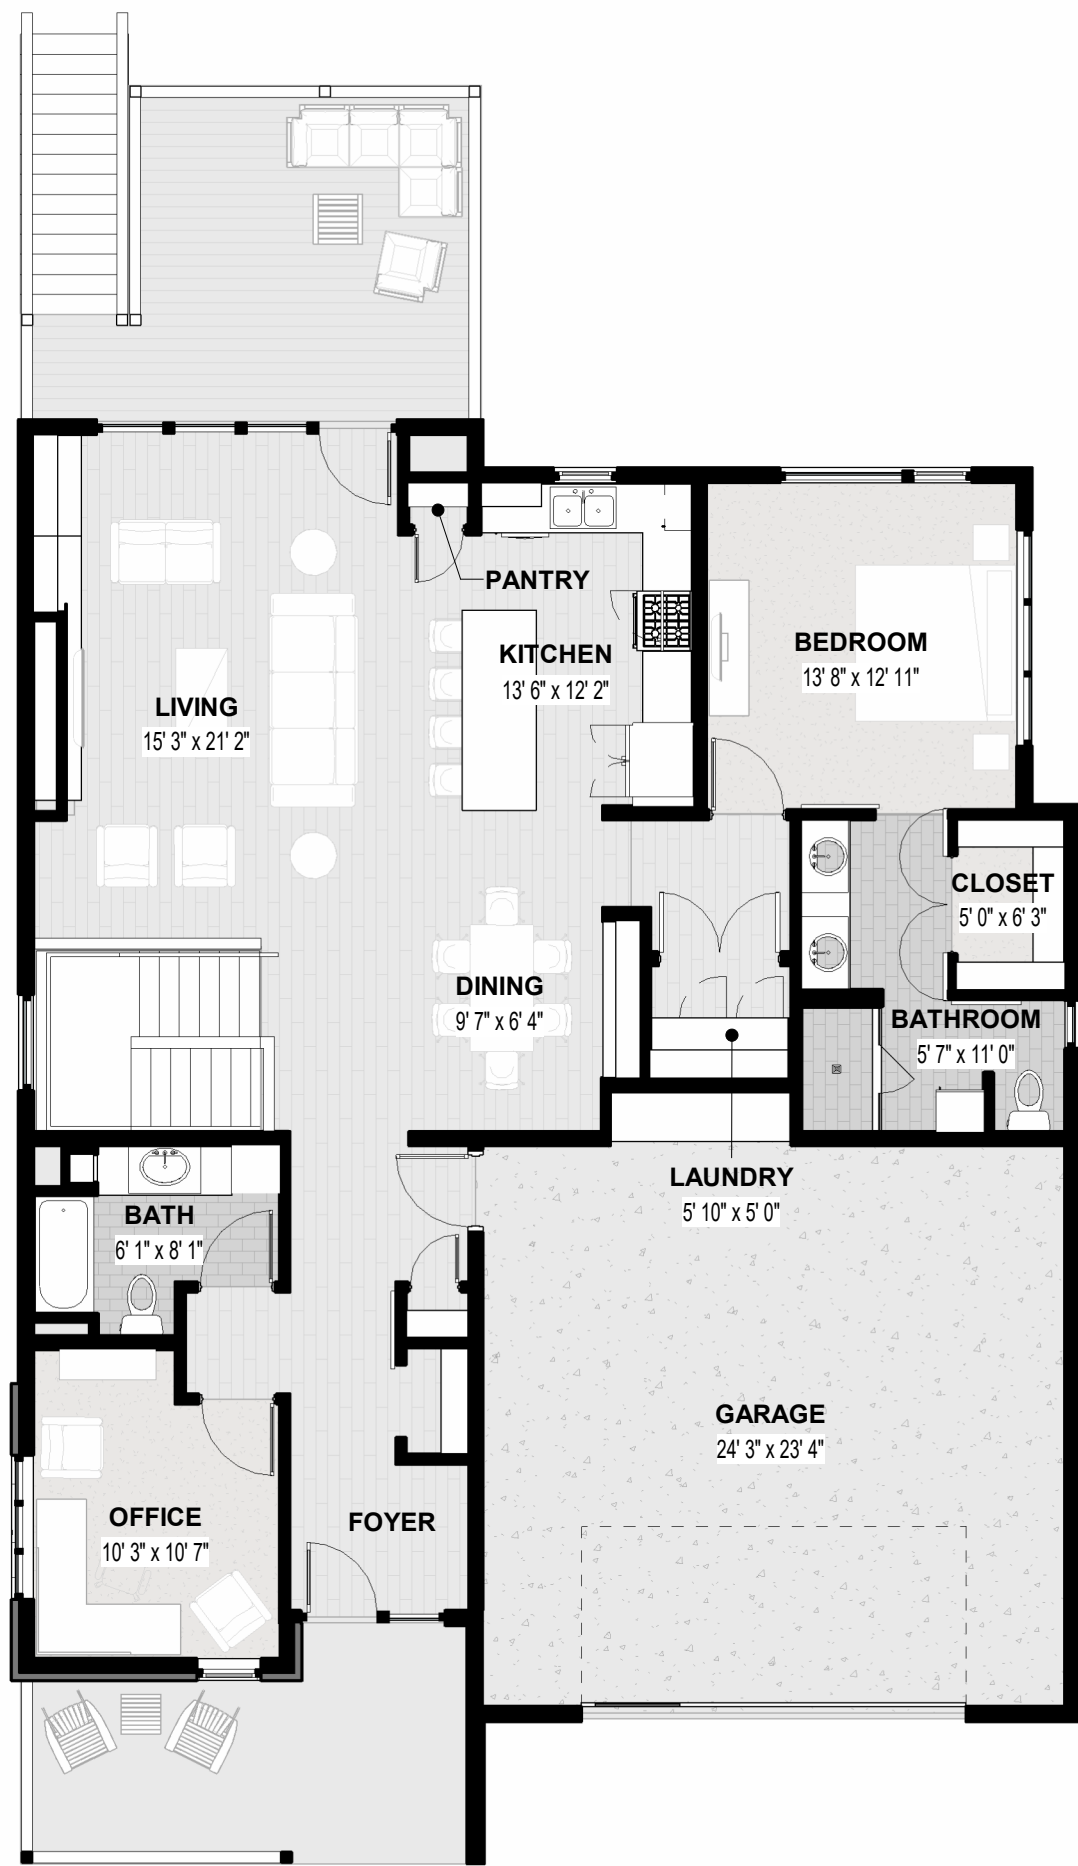 PANTRY
KITCHEN
13' 6" x 12' 2"
BEDROOM
13' 8" x 12' 11"
LIVING
15' 3" x 21' 2"
CLOSET
5' 0" x 6' 3"
DINING
9' 7" x 6' 4"
BATHROOM
5' 7" x 11' 0"
LAUNDRY
5' 10" x 5' 0"
BATH
6' 1" x 8' 1"
GARAGE
24' 3" x 23' 4"
OFFICE
10' 3" x 10' 7"
FOYER